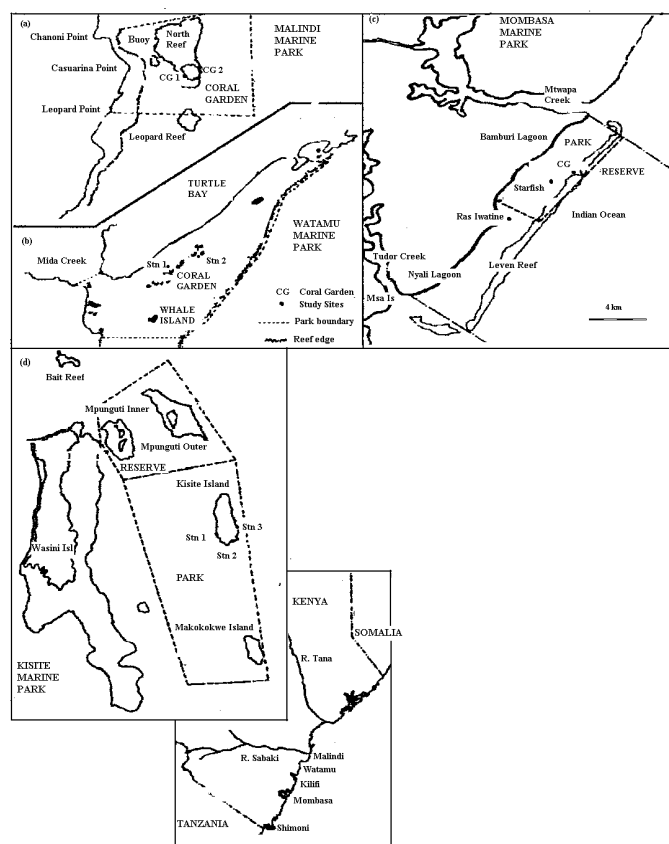 (a)
Chanoni Point
Buoy
North
Reef
MALINDI
MARINE
PARK
Casuarina Point
CG 1
CG 2
CORAL
GARDEN
Leopard Point
Leopard Reef
TURTLE
BAY
(b)
Mida Creek
Stn 1
Stn 2
CORAL
GARDEN
WHALE
ISLAND
WATAMU
MARINE
PARK
CG Coral Garden
Study Sites
Park boundary
Reef edge
(c)
MOMBASA
MARINE
PARK
Mtwapa
Creek
Bamburi Lagoon
PARK
CG
RESERVE
Starfish
Ras Iwatine
Indian Ocean
Tudor Creek
Leven Reef
Nyali Lagoon
Msa Is
4 km
(d)
Bait Reef
Mpunguti Inner
Mpunguti Outer
RESERVE
Kisite Island
Stn 3
Stn 1
Stn 2
Wasini Isl
PARK
Makokokwe Island
KISITE
MARINE
PARK
KENYA
SOMALIA
R. Tana
R. Sabaki
Malindi
Watamu
Kilifi
Mombasa
TANZANIA
Shimoni